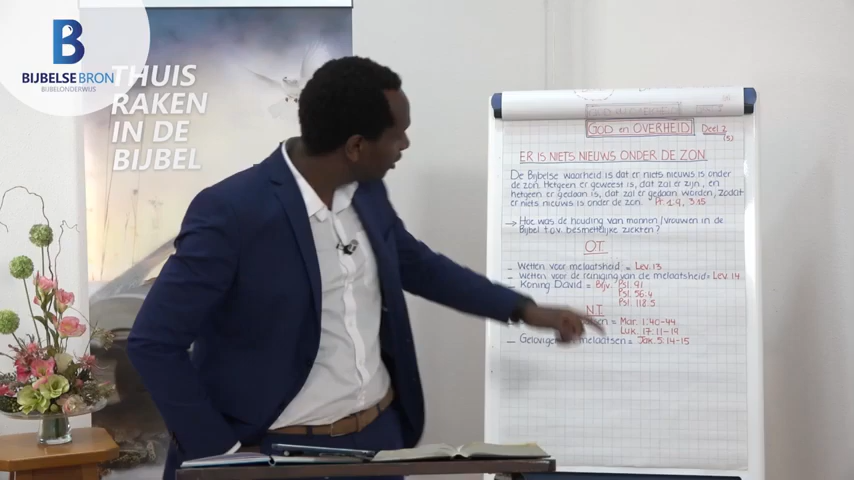 BIJBELSE BRON
BIJBELONDERWIJS
THUIS
RAKEN
IN DE
BIJBEL
GOD en OVERHEID Deel 2
(5)
ER IS NIETS NIEUWS ONDER DE ZON
De Bijbelse waarheid is dat er niets nieuws is onder
de zon. Hetgeen er geweest is, dat zal er zijn, en
hetgeen er gedaan is, dat zal er gedaan worden, zodat
er niets nieuws is onder de zon. Pr. 1:9, 3:15
→ Hoe was de houding van mannen/vrouwen in de
Bijbel t.o.v. besmettelijke ziekten?
OT
- Wetten voor melaatsheid = Lev. 13
- Wetten voor de reiniging van de melaatsheid = Lev. 14
- Koning David = Bijv. Psl. 91
Psl. 56:4
Psl. 118:5
N.T
= Mar. 1:40-44
Luk. 17:11-19
- melaatsen = Jak. 5:14-15